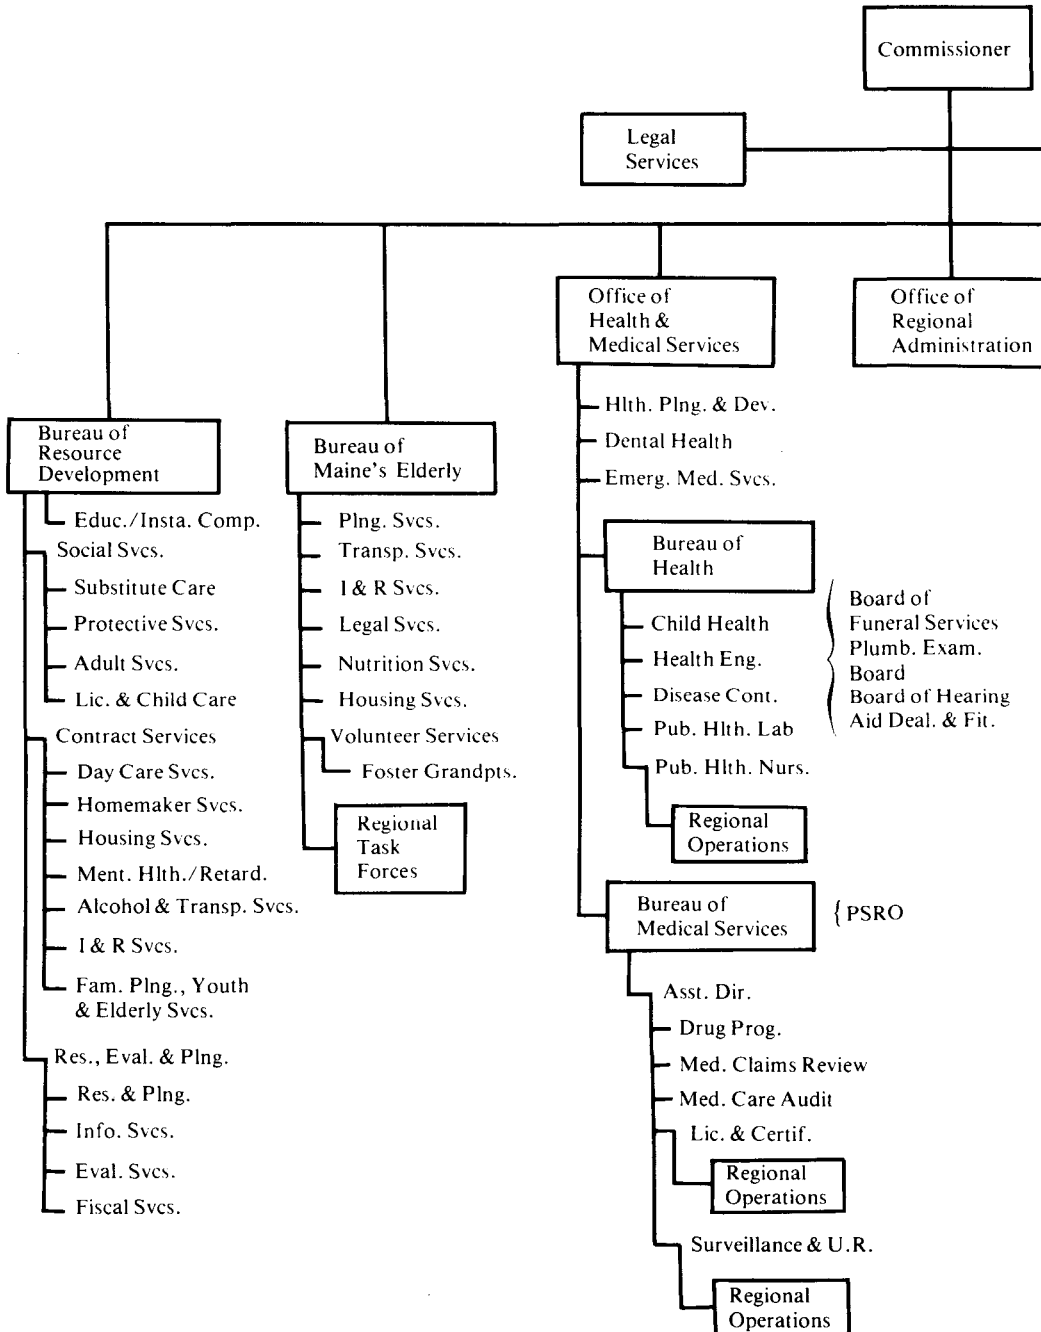 Commissioner
Legal
Services
Office of
Health &
Medical Services
Office of
Regional
Administration
Bureau of
Resource
Development
Educ./Insta. Comp.
Social Svcs.
Substitute Care
Protective Svcs.
Adult Svcs.
Lic. & Child Care
Contract Services
Day Care Svcs.
Homemaker Svcs.
Housing Svcs.
Ment. Hlth./Retard.
Alcohol & Transp. Svcs.
I & R Svcs.
Fam. Plng., Youth
& Elderly Svcs.
Res., Eval. & Plng.
Res. & Plng.
Info. Svcs.
Eval. Svcs.
Fiscal Svcs.
Bureau of
Maine's Elderly
Plng. Svcs.
Transp. Svcs.
I & R Svcs.
Legal Svcs.
Nutrition Svcs.
Housing Svcs.
Volunteer Services
Foster Grandpts.
Regional
Task
Forces
Hlth. Plng. & Dev.
Dental Health
Emerg. Med. Svcs.
Bureau of
Health
Child Health
Health Eng.
Disease Cont.
Pub. Hlth. Lab
Pub. Hlth. Nurs.
Regional
Operations
Board of
Funeral Services
Plumb. Exam.
Board
Board of Hearing
Aid Deal. & Fit.
Bureau of
Medical Services
{ PSRO
Asst. Dir.
Drug Prog.
Med. Claims Review
Med. Care Audit
Lic. & Certif.
Regional
Operations
Surveillance & U.R.
Regional
Operations